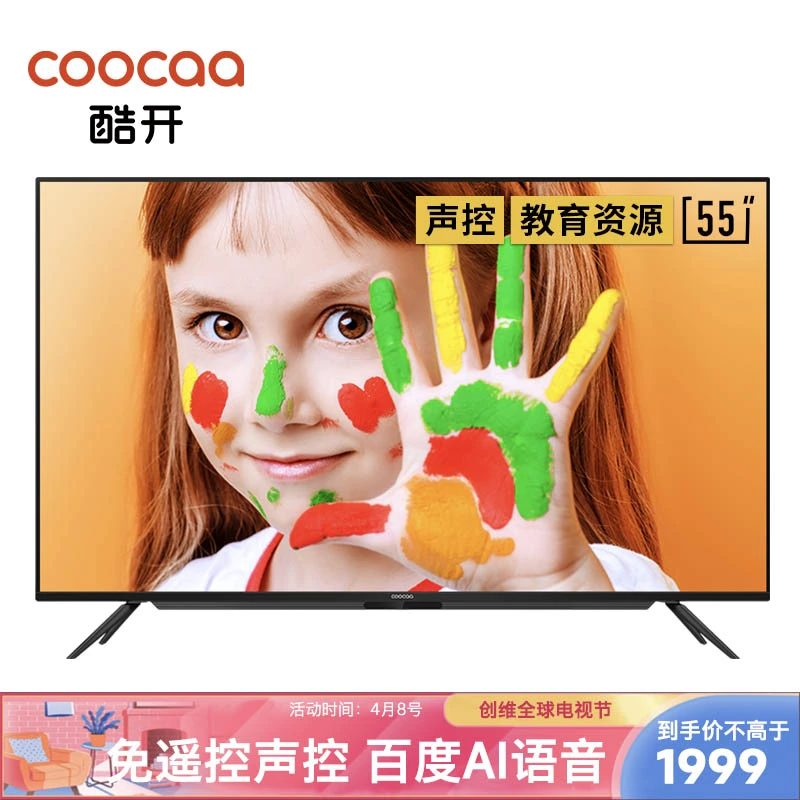 coocaa
酷开
声控 教育资源 55"
coocaa
活动时间：4月8号 创维全球电视节
免遥控声控 百度AI语音
到手价不高于
1999